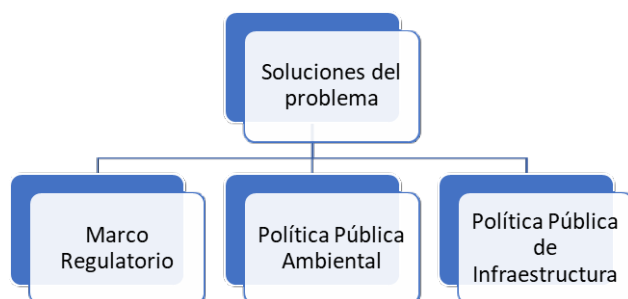 Soluciones del
problema
Marco
Regulatorio
Política Pública
Ambiental
Política Pública
de
Infraestructura